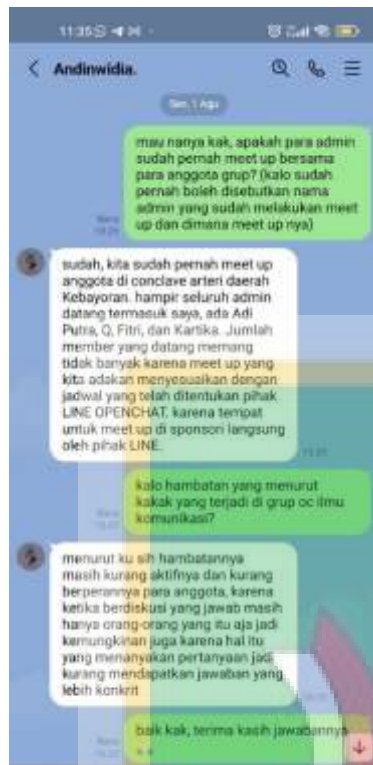 11:35
Andinwidia.
Sen, 1 Agu
mau nanya kak, apakah para admin
sudah pernah meet up bersama
para anggota grup? (kalo sudah
pernah boleh disebutkan nama
admin yang sudah melakukan meet
up dan dimana meet up nya)
sudah, kita sudah pernah meet up
anggota di conclave arteri daerah
Kebayoran. hampir seluruh admin
datang termasuk saya, ada Adi
Putra, Q, Fitri, dan Kartika. Jumlah
member yang datang memang
tidak banyak karena meet up yang
kita adakan menyesuaikan dengan
jadwal yang telah ditentukan pihak
LINE OPENCHAT. karena tempat
untuk meet up di sponsori langsung
oleh pihak LINE.
kalo hambatan yang menurut
kakak yang terjadi di grup oc ilmu
komunikasi?
menurut ku sih hambatannya
masih kurang aktifnya dan kurang
berperannya para anggota, karena
ketika berdiskusi yang jawab masih
hanya orang-orang yang itu aja jadi
kemungkinan juga karena hal itu
yang menanyakan pertanyaan jadi
kurang mendapatkan jawaban yang
lebih konkrit
baik kak, terima kasih jawabannya